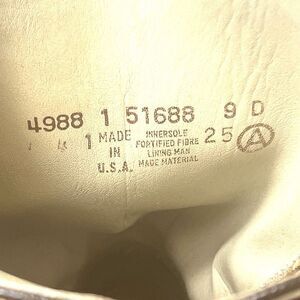 4988 1 51688 9 D
1 MADE IN U.S.A.
INNERSOLE
FORTIFIED FIBRE
LINING MAN
MADE MATERIAL
25 A